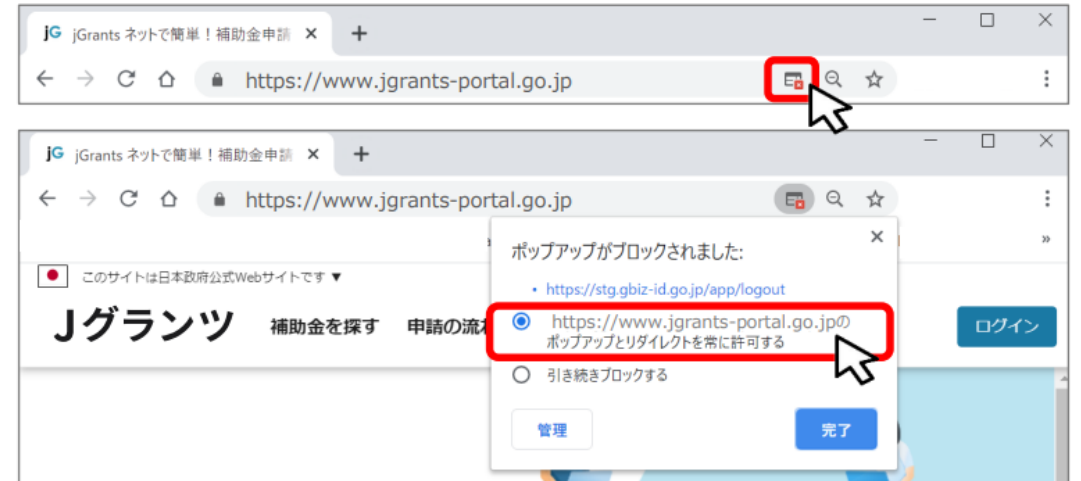 jG jGrants ネットで簡単！補助金申請
https://www.jgrants-portal.go.jp
jG jGrants ネットで簡単！補助金申請
https://www.jgrants-portal.go.jp
»
このサイトは日本政府公式Webサイトです ▼
Jグランツ 補助金を探す 申請の流 ログイン
ポップアップがブロックされました:
• https://stg.gbiz-id.go.jp/app/logout
https://www.jgrants-portal.go.jpの
ポップアップとリダイレクトを常に許可する
引き続きブロックする
管理 完了